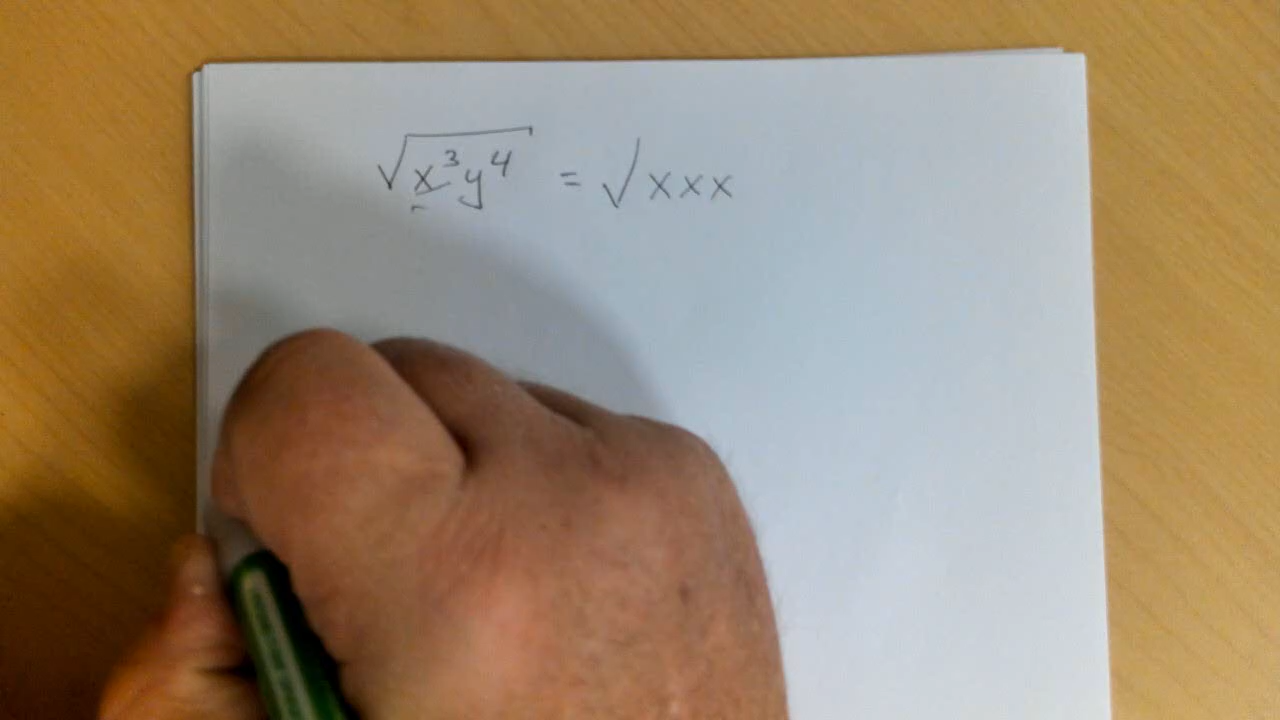 √x³y⁴ = √xxx